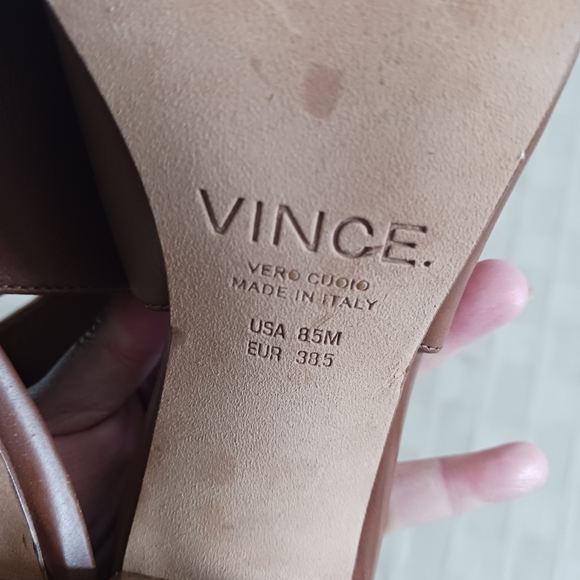 VINCE.
VERO CUOIO
MADE IN ITALY
USA 8.5M
EUR 38.5